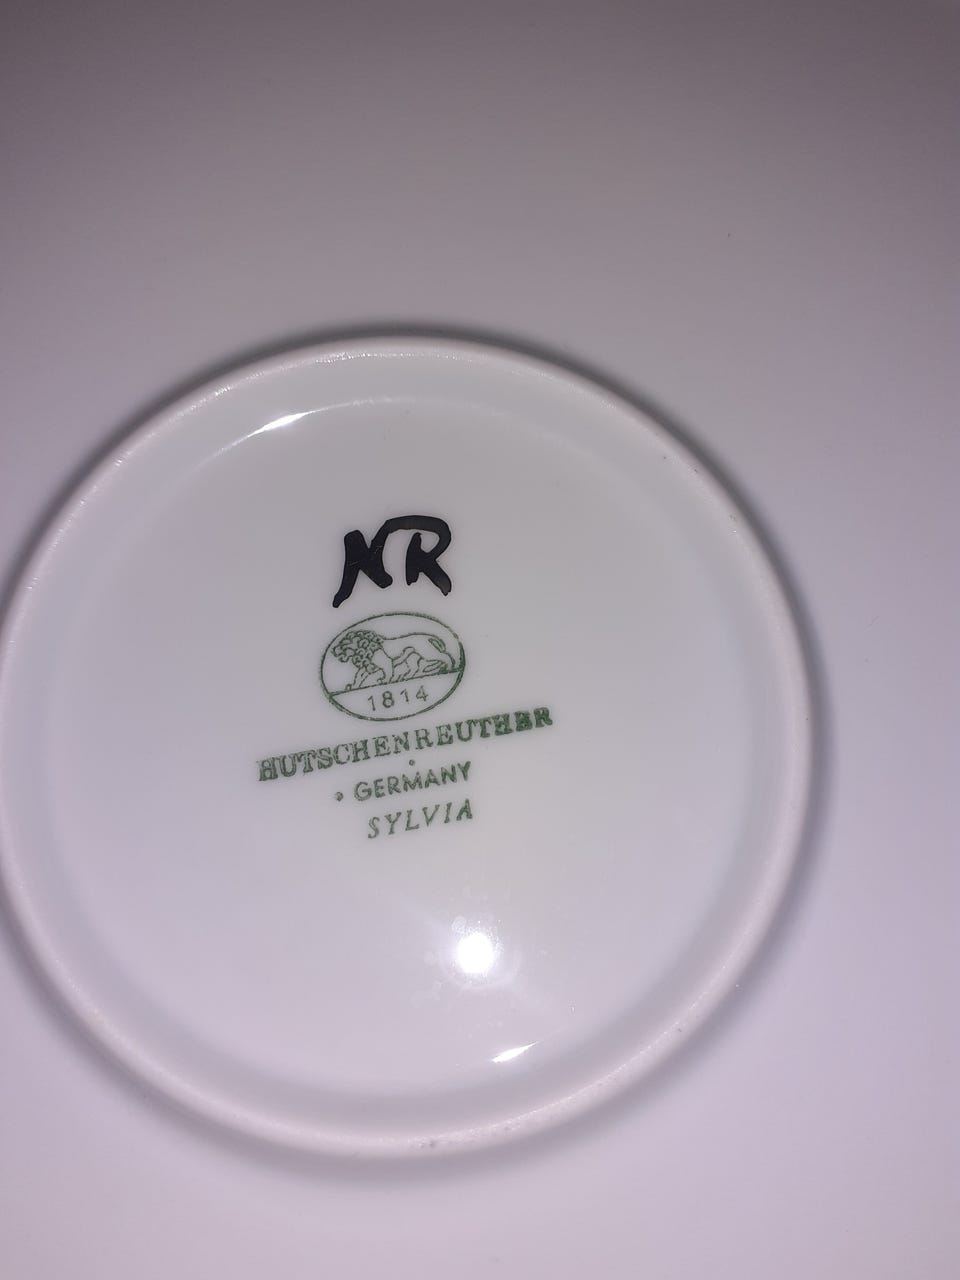 NR
1814
HUTSCHENREUTHER
GERMANY
SYLVIA